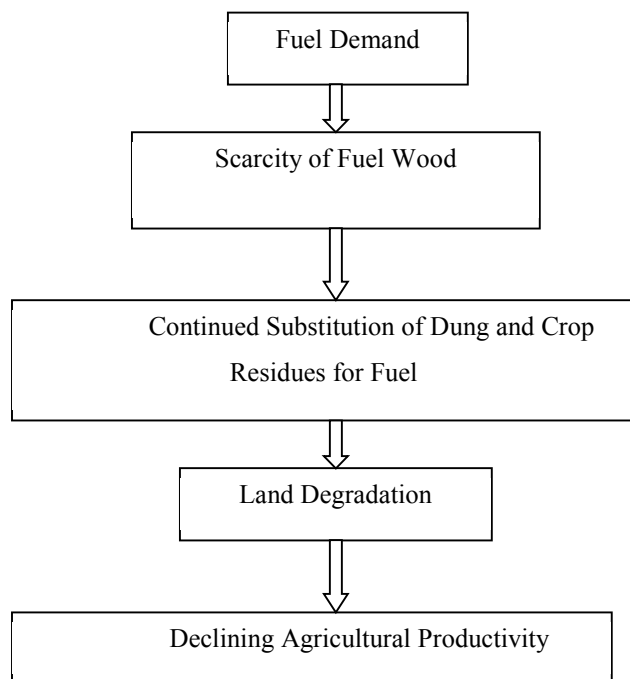 Fuel Demand
Scarcity of Fuel Wood
Continued Substitution of Dung and Crop
Residues for Fuel
Land Degradation
Declining Agricultural Productivity